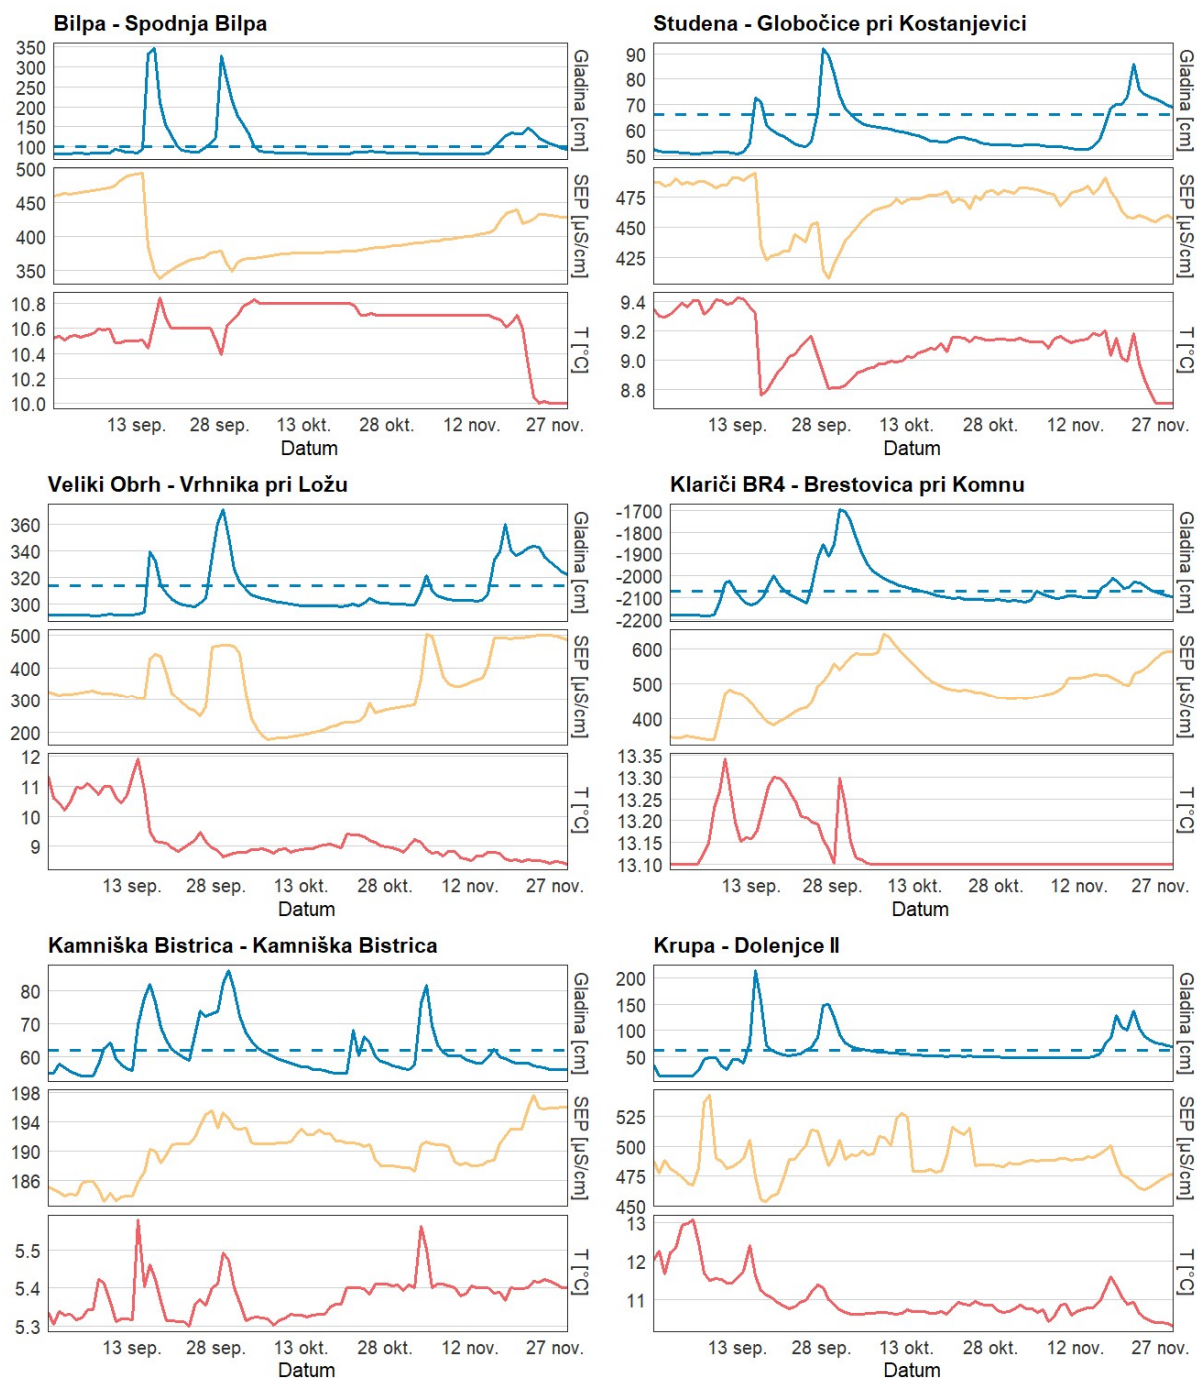 Bilpa - Spodnja Bilpa
350
300
250
200
150
100
Gladina [cm]
500
450
400
350
SEP [µS/cm]
10.8
10.6
10.4
10.2
10.0
T [°C]
13 sep. 28 sep. 13 okt. 28 okt. 12 nov. 27 nov.
Datum
Studena - Globočice pri Kostanjevici
90
80
70
60
50
Gladina [cm]
475
450
425
SEP [µS/cm]
9.4
9.2
9.0
8.8
T [°C]
13 sep. 28 sep. 13 okt. 28 okt. 12 nov. 27 nov.
Datum
Veliki Obrh - Vrhnika pri Ložu
360
340
320
300
Gladina [cm]
500
400
300
200
SEP [µS/cm]
12
11
10
9
T [°C]
13 sep. 28 sep. 13 okt. 28 okt. 12 nov. 27 nov.
Datum
Klariči BR4 - Brestovica pri Komnu
-1700
-1800
-1900
-2000
-2100
-2200
Gladina [cm]
600
500
400
SEP [µS/cm]
13.35
13.30
13.25
13.20
13.15
13.10
T [°C]
13 sep. 28 sep. 13 okt. 28 okt. 12 nov. 27 nov.
Datum
Kamniška Bistrica - Kamniška Bistrica
80
70
60
Gladina [cm]
198
194
190
186
SEP [µS/cm]
5.5
5.4
5.3
T [°C]
13 sep. 28 sep. 13 okt. 28 okt. 12 nov. 27 nov.
Datum
Krupa - Dolenjce II
200
150
100
50
Gladina [cm]
525
500
475
450
SEP [µS/cm]
13
12
11
T [°C]
13 sep. 28 sep. 13 okt. 28 okt. 12 nov. 27 nov.
Datum